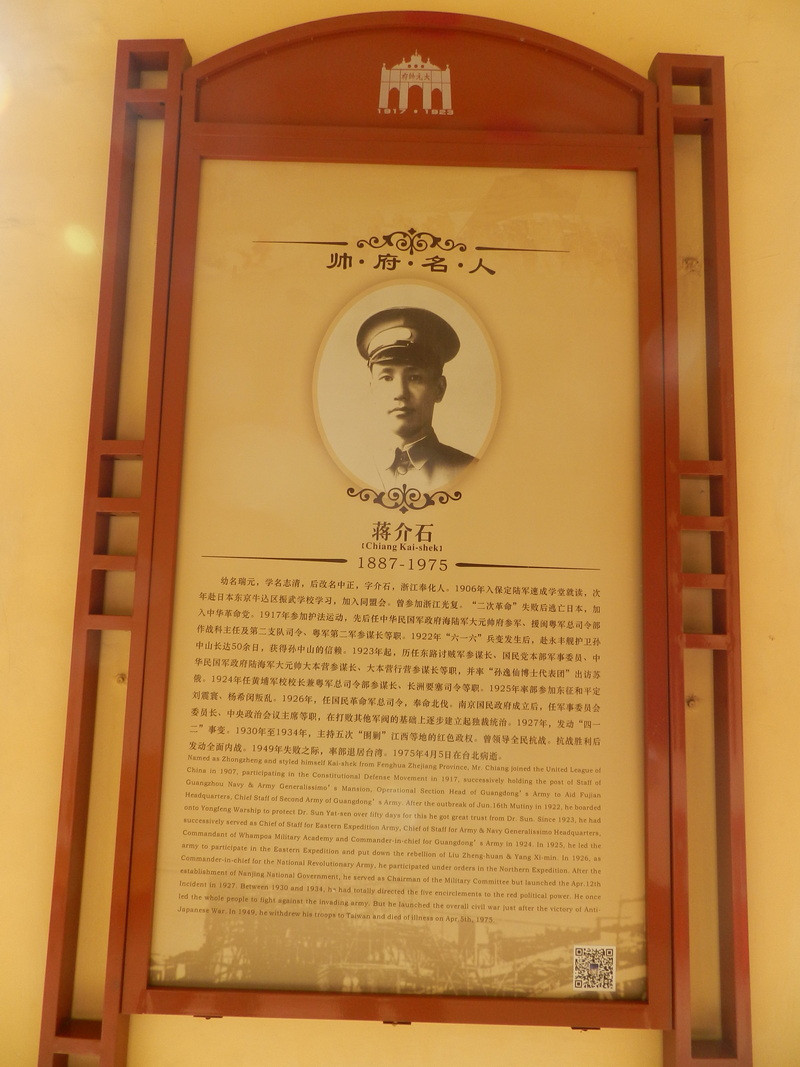 大元帅府
1917 ★ 1923
帅·府·名·人
蒋介石
【Chiang Kai-shek】
1887-1975
幼名瑞元，学名志清，后改名中正，字介石，浙江奉化人。1906年入保定陆军速成学堂就读，次
年赴日本东京牛込区振武学校学习，加入同盟会。曾参加浙江光复。“二次革命”失败后逃亡日本，加
入中华革命党。1917年参加护法运动，先后任中华民国军政府海陆军大元帅府参军、援闽粤军总司令部
作战科主任及第二支队司令、粤军第二军参谋长等职。1922年“六一六”兵变发生后，赴永丰舰护卫孙
中山长达50余日，获得孙中山的信赖。1923年起，历任东路讨贼军参谋长、国民党本部军事委员、中
华民国军政府陆海军大元帅大本营参谋长、大本营行营参谋长等职，并率“孙逸仙博士代表团”出访苏
俄。1924年任黄埔军校校长兼粤军总司令部参谋长、长洲要塞司令等职。1925年率部参加东征和平定
刘震寰、杨希闵叛乱。1926年，任国民革命军总司令，奉命北伐。南京国民政府成立后，任军事委员会
委员长、中央政治会议主席等职，在打败其他军阀的基础上逐步建立起独裁统治。1927年，发动“四一
二”事变。1930年至1934年，主持五次“围剿”江西等地的红色政权。曾领导全民抗战。抗战胜利后
发动全面内战。1949年失败之际，率部退居台湾。1975年4月5日在台北病逝。
Named as Zhongzheng and styled himself Kai-shek from Fenghua Zhejiang Province, Mr. Chiang joined the United League of
China in 1907, participating in the Constitutional Defense Movement in 1917, successively holding the post of Staff of
Guangzhou Navy & Army Generalissimo's Mansion, Operational Section Head of Guangdong's Army to Aid Fujian
Headquarters, Chief Staff of Second Army of Guangdong's Army. After the outbreak of Jun.16th Mutiny in 1922, he boarded
onto Yongfeng Warship to protect Dr. Sun Yat-sen over fifty days for this he got great trust from Dr. Sun. Since 1923, he had
successively served as Chief of Staff for Eastern Expedition Army, Chief of Staff for Army & Navy Generalissimo Headquarters,
Commandant of Whampoa Military Academy and Commander-in-chief for Guangdong's Army in 1924. In 1925, he led the
army to participate in the Eastern Expedition and put down the rebellion of Liu Zheng-huan & Yang Xi-min. In 1926, as
Commander-in-chief for the National Revolutionary Army, he participated under orders in the Northern Expedition. After the
establishment of Nanjing National Government, he served as Chairman of the Military Committee but launched the Apr.12th
Incident in 1927. Between 1930 and 1934, he had totally directed the five encirclements to the red political power. He once
led the whole people to fight against the invading army. But he launched the overall civil war just after the victory of Anti-
Japanese War. In 1949, he withdrew his troops to Taiwan and died of illness on Apr. 5th, 1975.